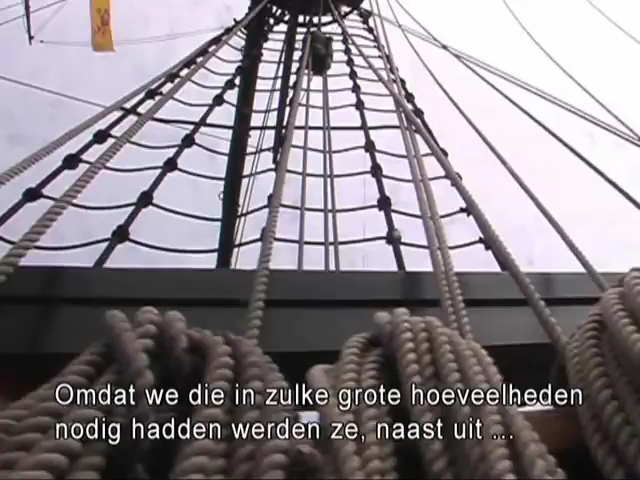 Omdat we die in zulke grote hoeveelheden
nodig hadden werden ze, naast uit ...